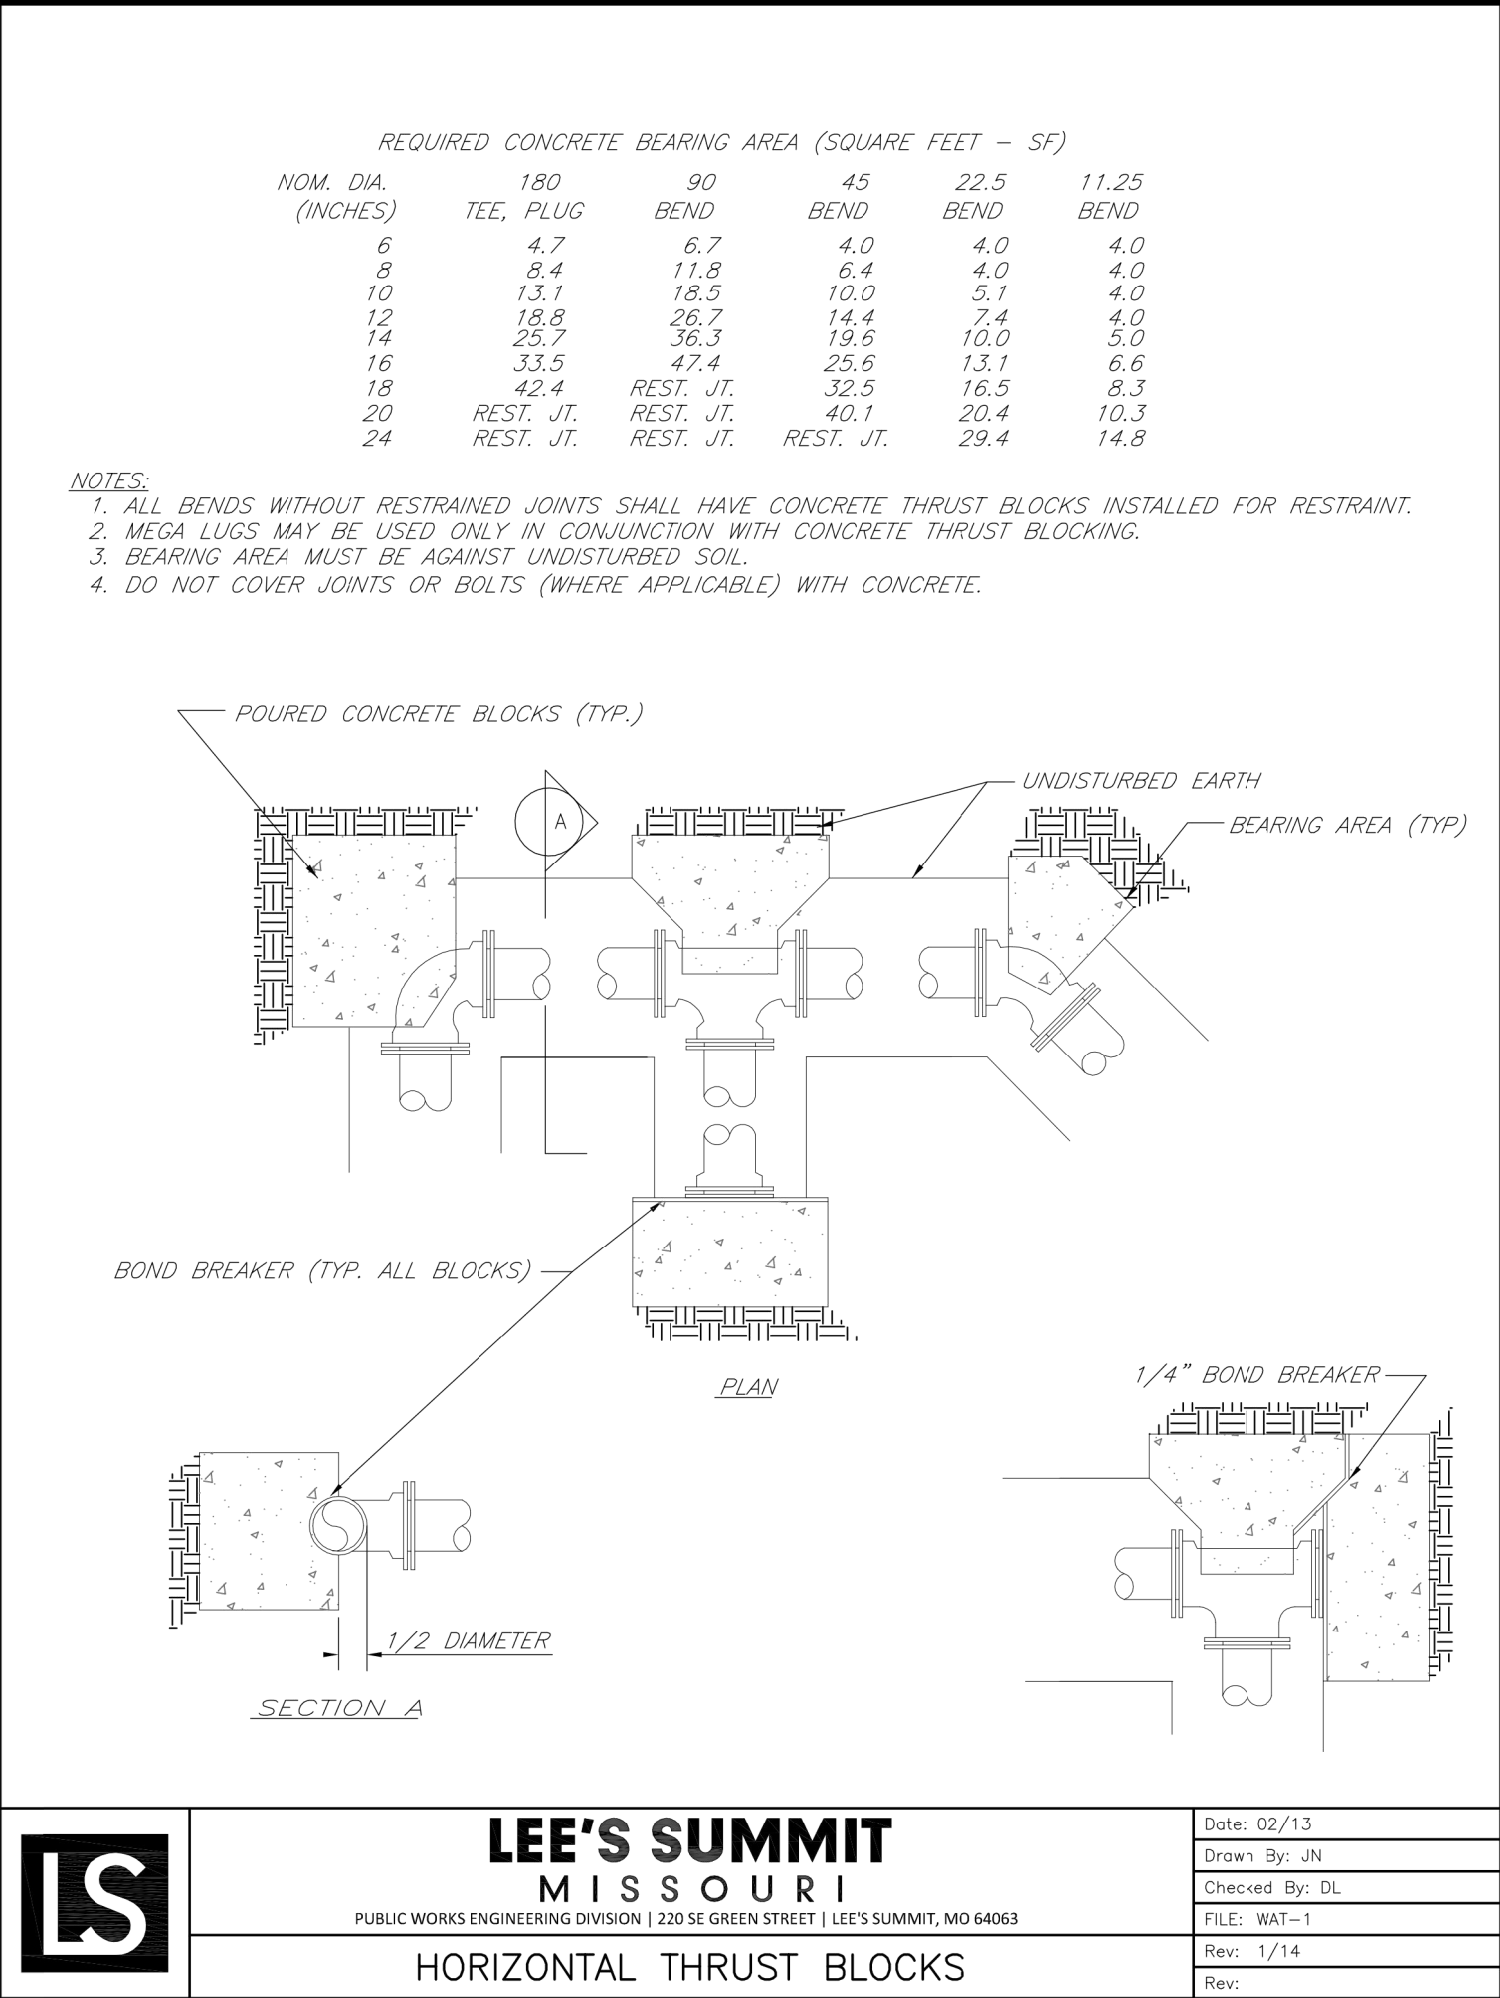 REQUIRED CONCRETE BEARING AREA (SQUARE FEET – SF)
NOM. DIA. 180 90 45 22.5 11.25
(INCHES) TEE, PLUG BEND BEND BEND BEND
6 4.7 6.7 4.0 4.0 4.0
8 8.4 11.8 6.4 4.0 4.0
10 13.1 18.5 10.0 5.1 4.0
12 18.8 26.7 14.4 7.4 4.0
14 25.7 36.3 19.6 10.0 5.0
16 33.5 47.4 25.6 13.1 6.6
18 42.4 REST. JT. 32.5 16.5 8.3
20 REST. JT. REST. JT. 40.1 20.4 10.3
24 REST. JT. REST. JT. REST. JT. 29.4 14.8
NOTES:
1. ALL BENDS WITHOUT RESTRAINED JOINTS SHALL HAVE CONCRETE THRUST BLOCKS INSTALLED FOR RESTRAINT.
2. MEGA LUGS MAY BE USED ONLY IN CONJUNCTION WITH CONCRETE THRUST BLOCKING.
3. BEARING AREA MUST BE AGAINST UNDISTURBED SOIL.
4. DO NOT COVER JOINTS OR BOLTS (WHERE APPLICABLE) WITH CONCRETE.
POURED CONCRETE BLOCKS (TYP.)
UNDISTURBED EARTH
A
BEARING AREA (TYP)
BOND BREAKER (TYP. ALL BLOCKS)
PLAN
1/4" BOND BREAKER
1/2 DIAMETER
SECTION A
LS
LEE'S SUMMIT
MISSOURI
PUBLIC WORKS ENGINEERING DIVISION | 220 SE GREEN STREET | LEE'S SUMMIT, MO 64063
HORIZONTAL THRUST BLOCKS
Date: 02/13
Drawn By: JN
Checked By: DL
FILE: WAT-1
Rev: 1/14
Rev: